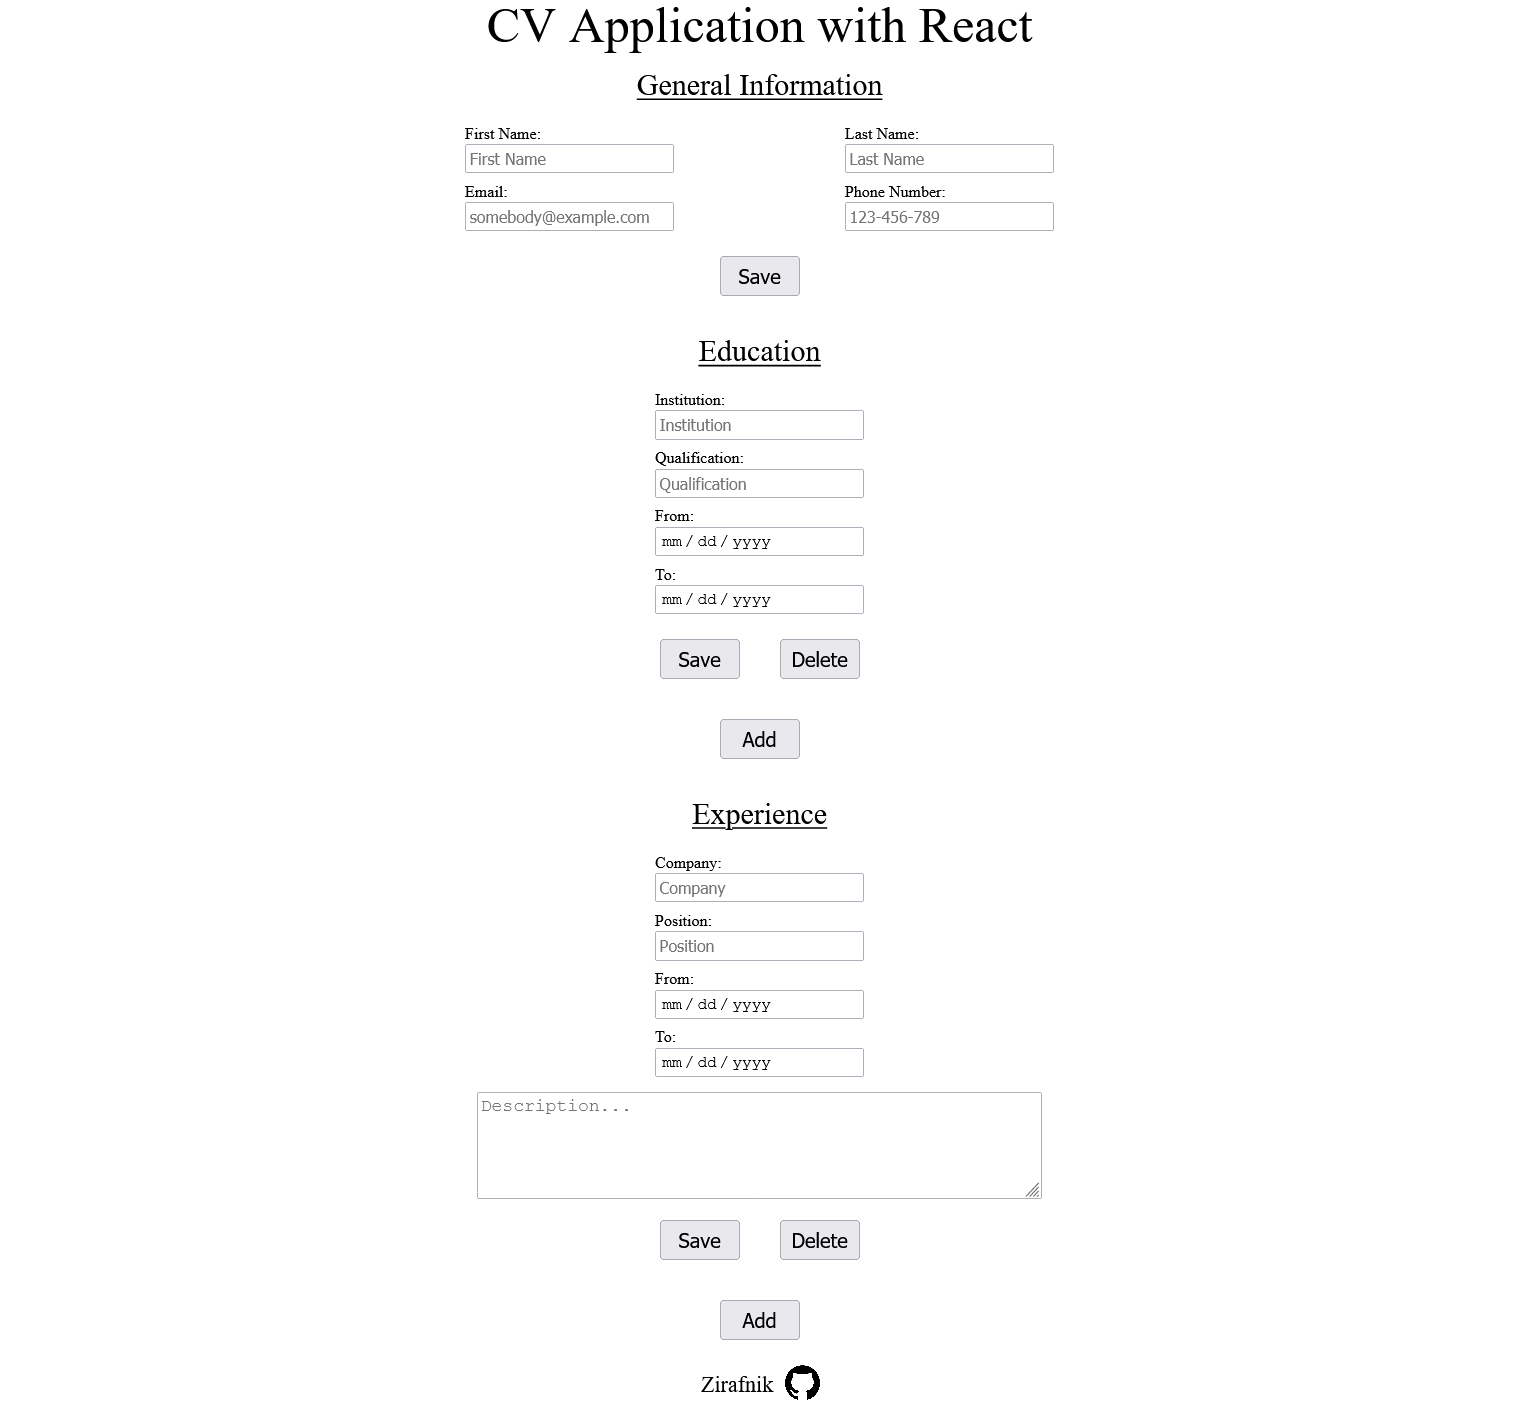 CV Application with React
General Information
First Name: Last Name:
First Name Last Name
Email: Phone Number:
somebody@example.com 123-456-789
Save
Education
Institution:
Institution
Qualification:
Qualification
From:
mm / dd / yyyy
To:
mm / dd / yyyy
Save Delete
Add
Experience
Company:
Company
Position:
Position
From:
mm / dd / yyyy
To:
mm / dd / yyyy
Description...
Save Delete
Add
Zirafnik